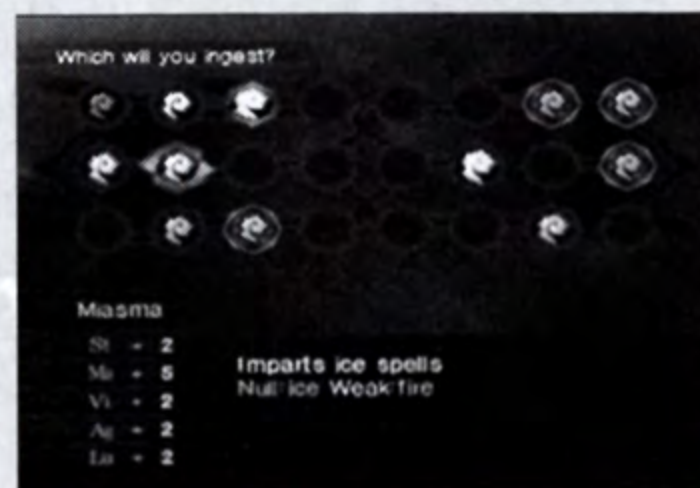 Which will you ingest?
Miasma
St + 2
Ma + 5
Vi + 2
Ag + 2
Lu + 2
Imparts ice spells
Null:ice Weak:fire